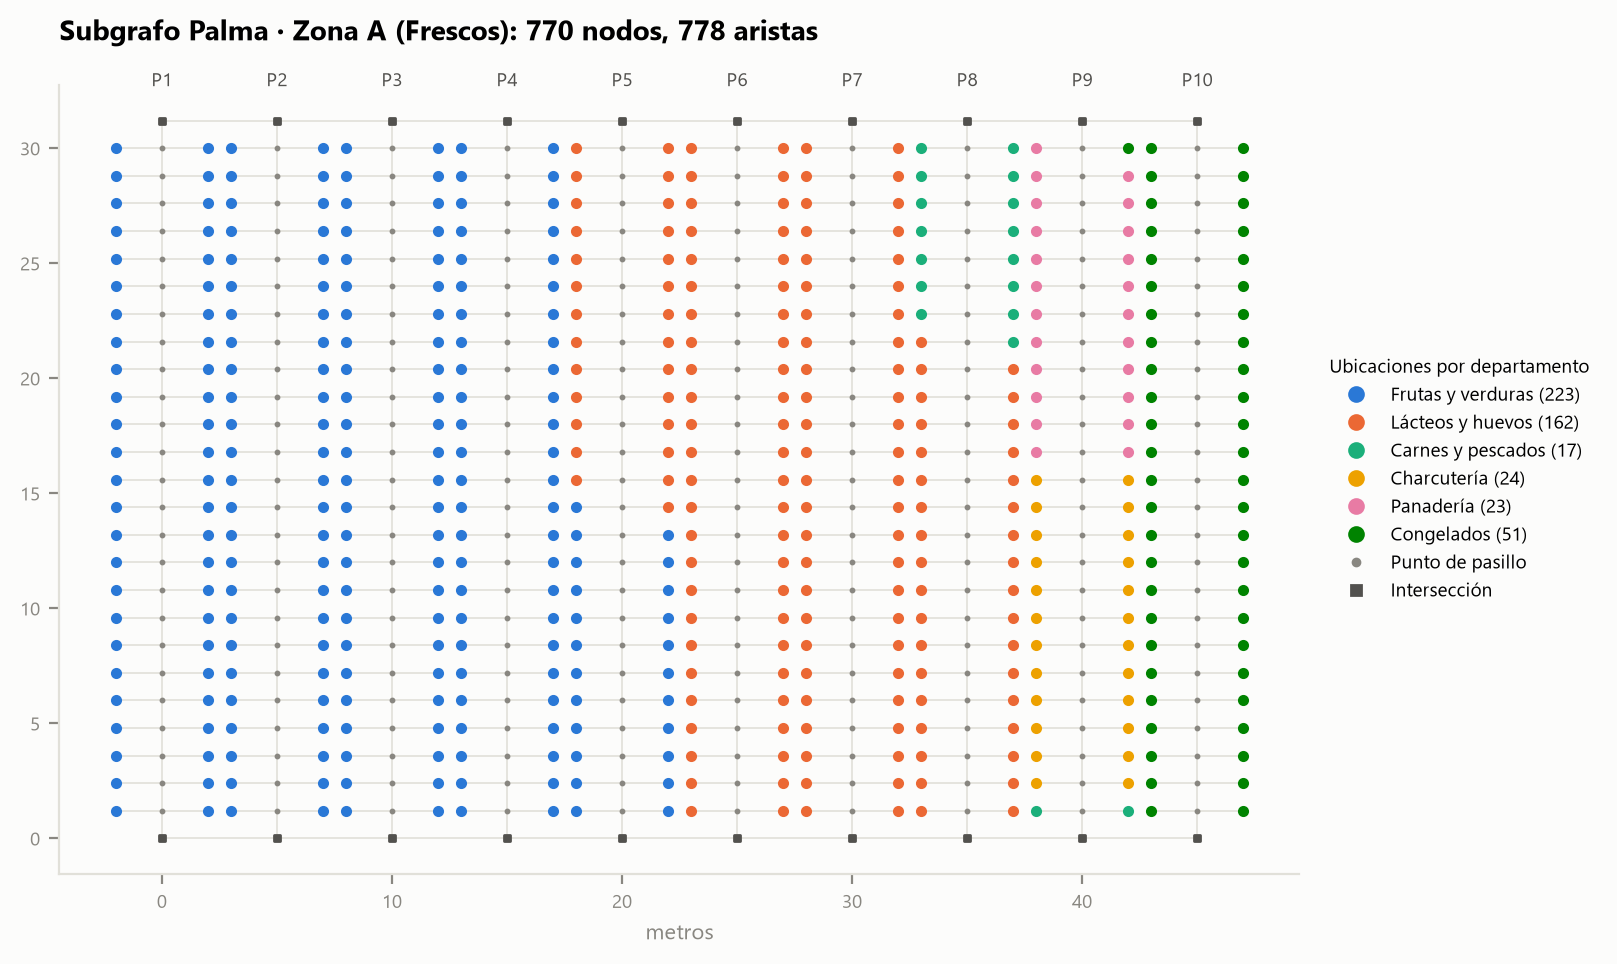 Subgrafo Palma · Zona A (Frescos): 770 nodos, 778 aristas
P1 P2 P3 P4 P5 P6 P7 P8 P9 P10
30
25
20
15
10
5
0
0 10 20 30 40
metros
Ubicaciones por departamento
Frutas y verduras (223)
Lácteos y huevos (162)
Carnes y pescados (17)
Charcutería (24)
Panadería (23)
Congelados (51)
Punto de pasillo
Intersección